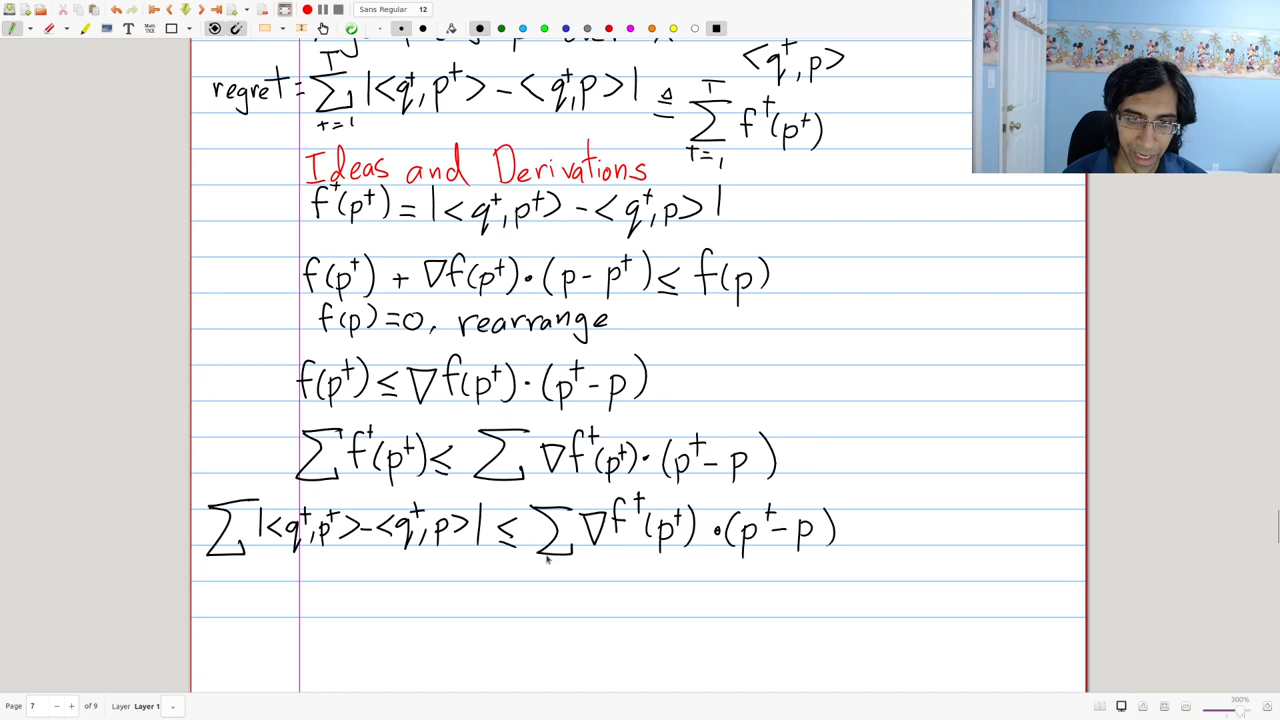 Sans Regular 12
<q^t, p>
regret = Σ_{t=1}^{T} |<q^t, p^t> - <q^t, p>| ≜ Σ_{t=1}^{T} f^t(p^t)
Ideas and Derivations
f^t(p^t) = |<q^t, p^t> - <q^t, p>|
f(p^t) + ∇f(p^t)·(p - p^t) ≤ f(p)
f(p) = 0, rearrange
f(p^t) ≤ ∇f(p^t)·(p^t - p)
Σ f^t(p^t) ≤ Σ ∇f^t(p^t)·(p^t - p)
Σ |<q^t, p^t> - <q^t, p>| ≤ Σ ∇f^t(p^t)·(p^t - p)
Page 7 of 9 Layer Layer 1 300%